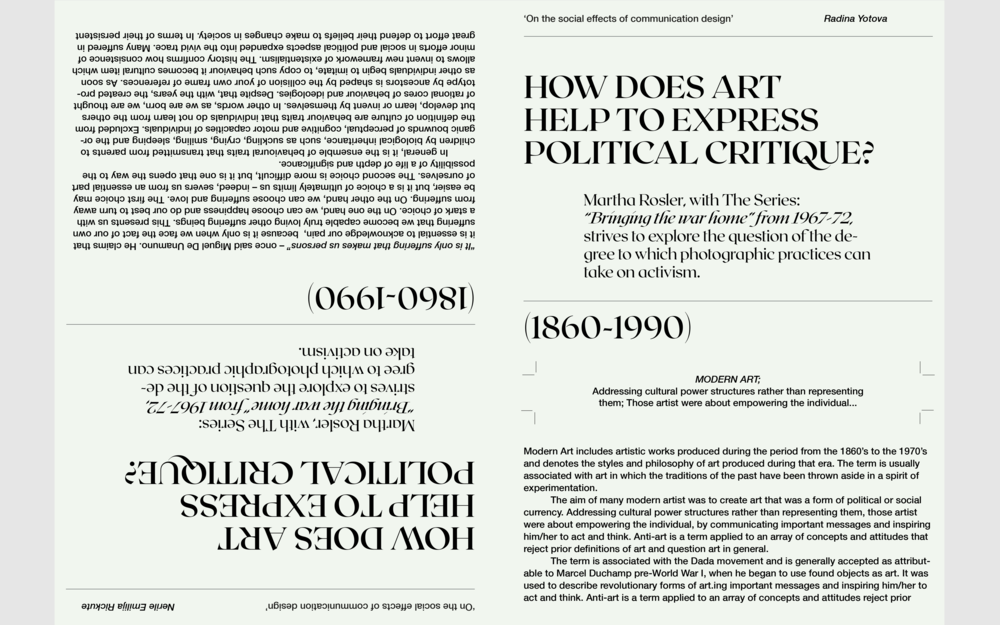 'On the social effects of communication design' Nerile Emilija Rickute
HOW DOES ART
HELP TO EXPRESS
POLITICAL CRITIQUE?
Martha Rosler, with The Series:
“Bringing the war home” from 1967-72,
strives to explore the question of the de-
gree to which photographic practices can
take on activism.
(1860-1990)
“It is only suffering that makes us persons” – once said Miguel De Unamuno. He claims that
it is essential to acknowledge our pain, because it is only when we face the fact of our own
suffering that we become capable truly loving other suffering beings. This presents us with
a stark of choice. On the one hand, we can choose happiness and do our best to turn away
from suffering. On the other hand, we can choose suffering and love. The first choice may
be easier, but it is a choice of ultimately limits us – indeed, severs us from an essential part
of ourselves. The second choice is more difficult, but it is one that opens the way to the
possibility of a life of depth and significance.
In general, it is the ensemble of behavioural traits that transmitted from parents to
children by biological inheritance, such as sucking, crying, smiling, sleeping and the or-
ganic bounwds of perceptual, cognitive and motor capacities of individuals. Excluded from
the definition of culture are behaviour traits that individuals do not learn from the others
but develop, learn or invent by themselves. In other words, as we are born, we are thought
of rational cores of behaviour and ideologies. Despite that, with the years, the created pro-
totype by ancestors is shaped by the collision of your own frame of references. As soon
as other individuals begin to imitate, to copy such behaviour it becomes cultural item which
allows to invent new framework of existentialism. The history confirms how consistence of
minor efforts in social and political aspects expanded into the vivid trace. Many suffered in
great effort to defend their beliefs to make changes in society. In terms of their persistent
'On the social effects of communication design' Radina Yotova
HOW DOES ART
HELP TO EXPRESS
POLITICAL CRITIQUE?
Martha Rosler, with The Series:
“Bringing the war home” from 1967-72,
strives to explore the question of the de-
gree to which photographic practices can
take on activism.
(1860-1990)
MODERN ART;
Addressing cultural power structures rather than representing
them; Those artist were about empowering the individual...
Modern Art includes artistic works produced during the period from the 1860's to the 1970's
and denotes the styles and philosophy of art produced during that era. The term is usually
associated with art in which the traditions of the past have been thrown aside in a spirit of
experimentation.
The aim of many modern artist was to create art that was a form of political or social
currency. Addressing cultural power structures rather than representing them, those artist
were about empowering the individual, by communicating important messages and inspiring
him/her to act and think. Anti-art is a term applied to an array of concepts and attitudes that
reject prior definitions of art and question art in general.
The term is associated with the Dada movement and is generally accepted as attribut-
able to Marcel Duchamp pre-World War I, when he began to use found objects as art. It was
used to describe revolutionary forms of art.ing important messages and inspiring him/her to
act and think. Anti-art is a term applied to an array of concepts and attitudes reject prior